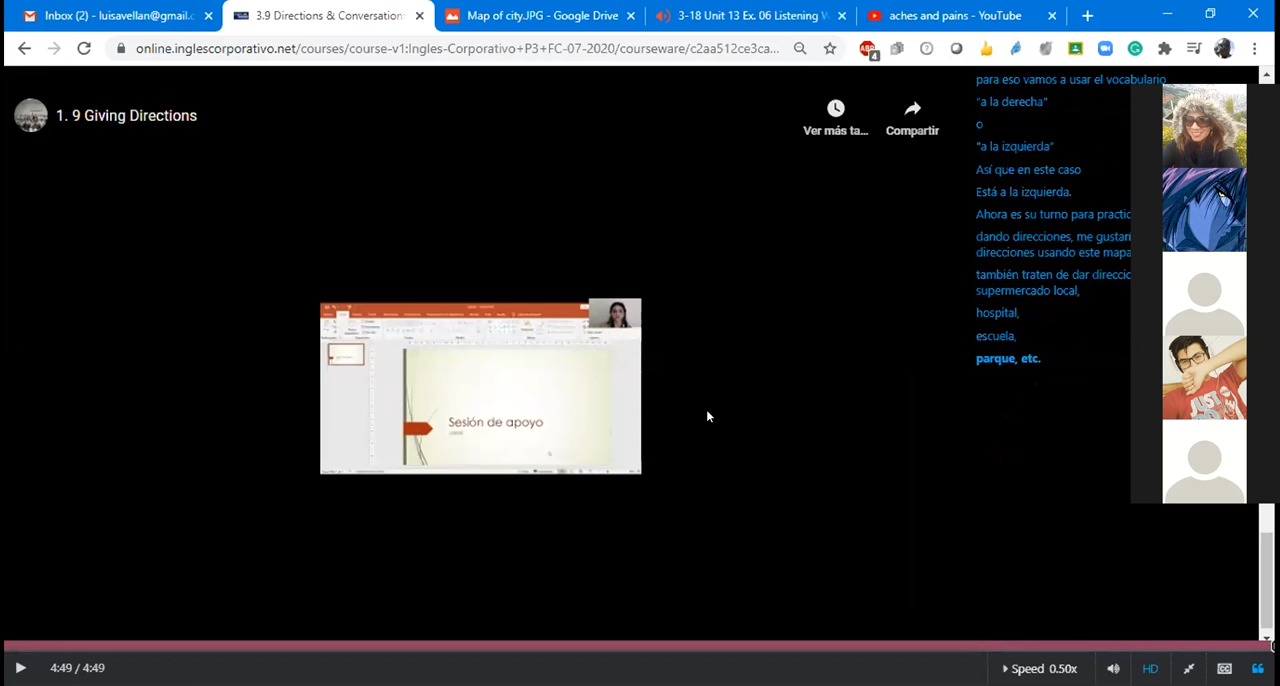 Inbox (2) - luisavellan@gmail.c
3.9 Directions & Conversation
Map of city.JPG - Google Drive
3-18 Unit 13 Ex. 06 Listening
aches and pains - YouTube
online.inglescorporativo.net/courses/course-v1:Ingles-Corporativo+P3+FC-07-2020/courseware/c2aa512ce3ca...
4
1. 9 Giving Directions
Ver más ta...
Compartir
para eso vamos a usar el vocabulario
"a la derecha"
o
"a la izquierda"
Así que en este caso
Está a la izquierda.
Ahora es su turno para practic
dando direcciones, me gustarí
direcciones usando este mapa
también traten de dar direccio
supermercado local,
hospital,
escuela,
parque, etc.
Sesión de apoyo
JUST
4:49 / 4:49
Speed 0.50x
HD
CC